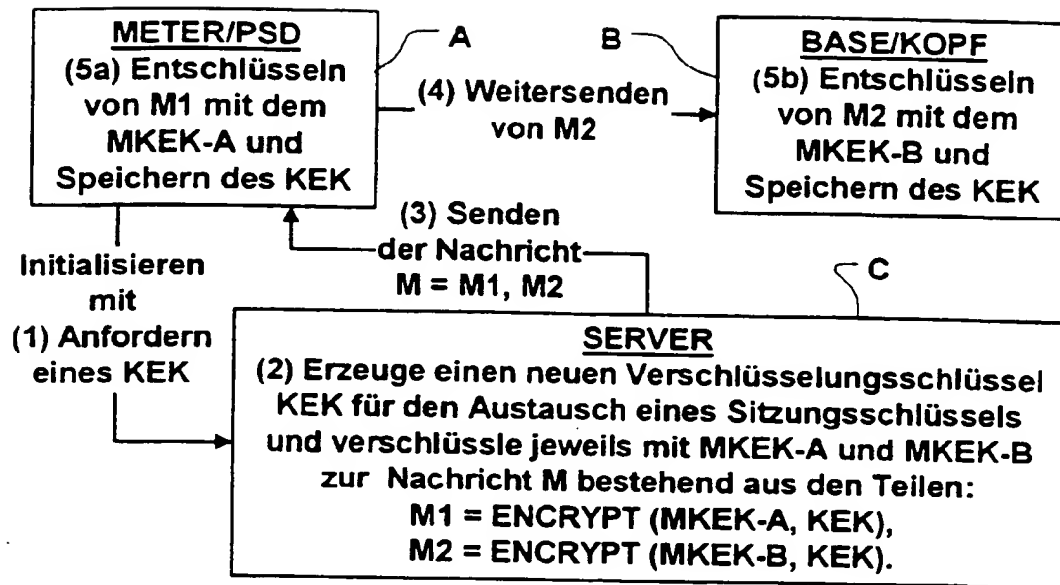 METER/PSD
(5a) Entschlüsseln
von M1 mit dem
MKEK-A und
Speichern des KEK
A
(4) Weitersenden
von M2
B
BASE/KOPF
(5b) Entschlüsseln
von M2 mit dem
MKEK-B und
Speichern des KEK
(3) Senden
der Nachricht
M = M1, M2
Initialisieren
mit
(1) Anfordern
eines KEK
C
SERVER
(2) Erzeuge einen neuen Verschlüsselungsschlüssel
KEK für den Austausch eines Sitzungsschlüssels
und verschlüssle jeweils mit MKEK-A und MKEK-B
zur Nachricht M bestehend aus den Teilen:
M1 = ENCRYPT (MKEK-A, KEK),
M2 = ENCRYPT (MKEK-B, KEK).